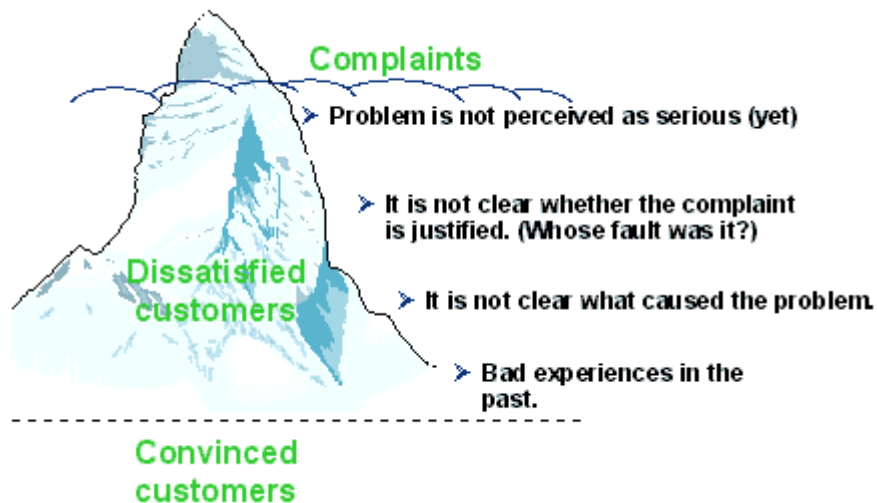 Complaints
Problem is not perceived as serious (yet)
It is not clear whether the complaint
is justified. (Whose fault was it?)
Dissatisfied
customers
It is not clear what caused the problem.
Bad experiences in the
past.
Convinced
customers